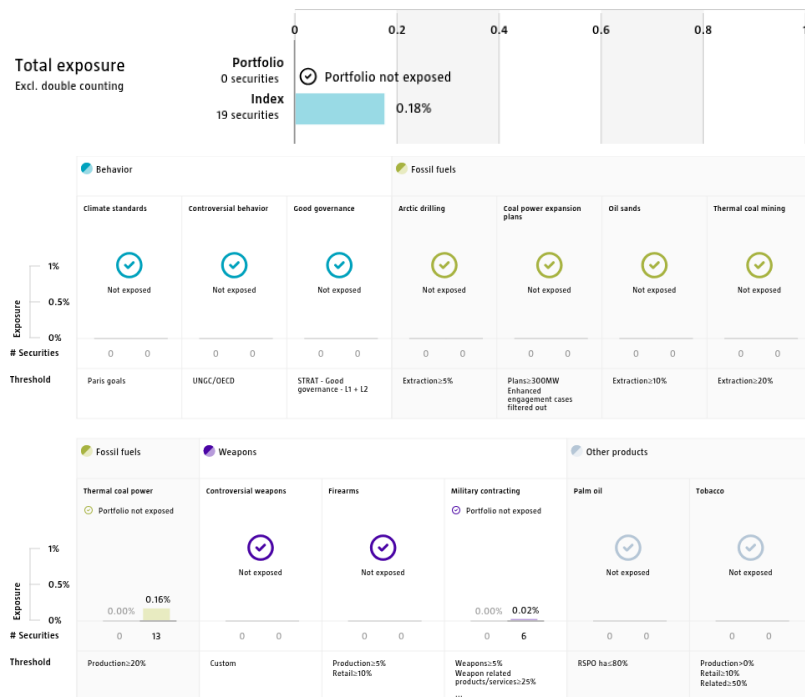 0 0.2 0.4 0.6 0.8 1
Total exposure
Excl. double counting
Portfolio
0 securities
Portfolio not exposed
Index
19 securities
0.18%
Behavior
Fossil fuels
Climate standards
Controversial behavior
Good governance
Arctic drilling
Coal power expansion
plans
Oil sands
Thermal coal mining
Not exposed Not exposed Not exposed Not exposed Not exposed Not exposed Not exposed
Exposure
1%
0.5%
0%
# Securities 0 0 0 0 0 0 0 0 0 0 0 0 0 0
Threshold
Paris goals
UNGC/OECD
STRAT - Good
governance - L1 + L2
Extraction≥5%
Plans≥300MW
Enhanced
engagement cases
filtered out
Extraction≥10%
Extraction≥20%
Fossil fuels
Weapons
Other products
Thermal coal power
Portfolio not exposed
Controversial weapons
Firearms
Military contracting
Portfolio not exposed
Palm oil
Tobacco
Not exposed Not exposed Not exposed Not exposed
Exposure
1%
0.5%
0%
0.00% 0.16%
0.00% 0.02%
# Securities 0 13 0 0 0 0 0 6 0 0 0 0
Threshold
Production≥20%
Custom
Production≥5%
Retail≥10%
Weapons≥5%
Weapon related
products/services≥25%
RSPO ha≤80%
Production>0%
Retail≥10%
Related≥50%